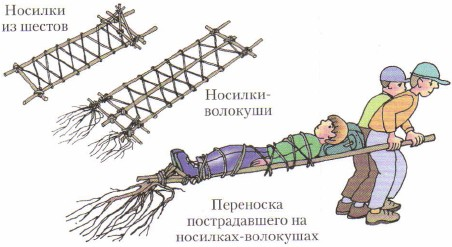 Носилки
из шестов
Носилки-
волокуши
Переноска
пострадавшего на
носилках-волокушах